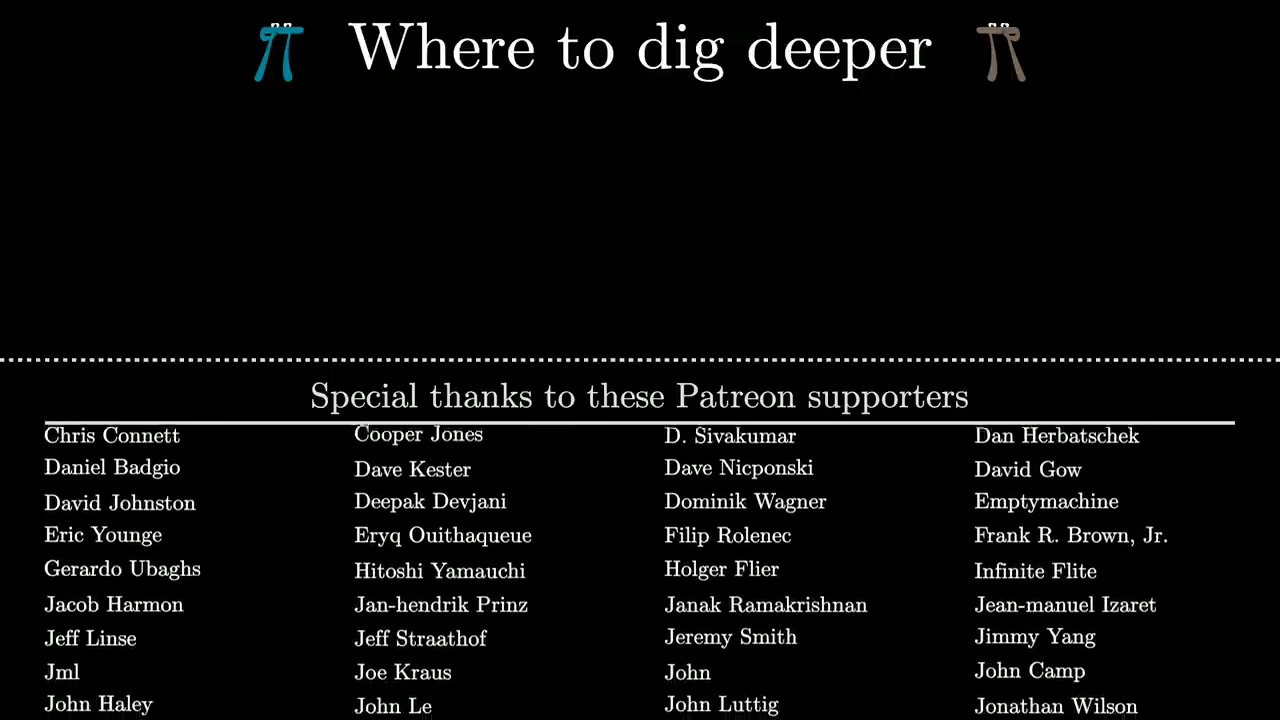 Where to dig deeper
Special thanks to these Patreon supporters
Chris Connett Cooper Jones D. Sivakumar Dan Herbatschek
Daniel Badgio Dave Kester Dave Nicponski David Gow
David Johnston Deepak Devjani Dominik Wagner Emptymachine
Eric Younge Eryq Ouithaqueue Filip Rolenec Frank R. Brown, Jr.
Gerardo Ubaghs Hitoshi Yamauchi Holger Flier Infinite Flite
Jacob Harmon Jan-hendrik Prinz Janak Ramakrishnan Jean-manuel Izaret
Jeff Linse Jeff Straathof Jeremy Smith Jimmy Yang
Jml Joe Kraus John John Camp
John Haley John Le John Luttig Jonathan Wilson